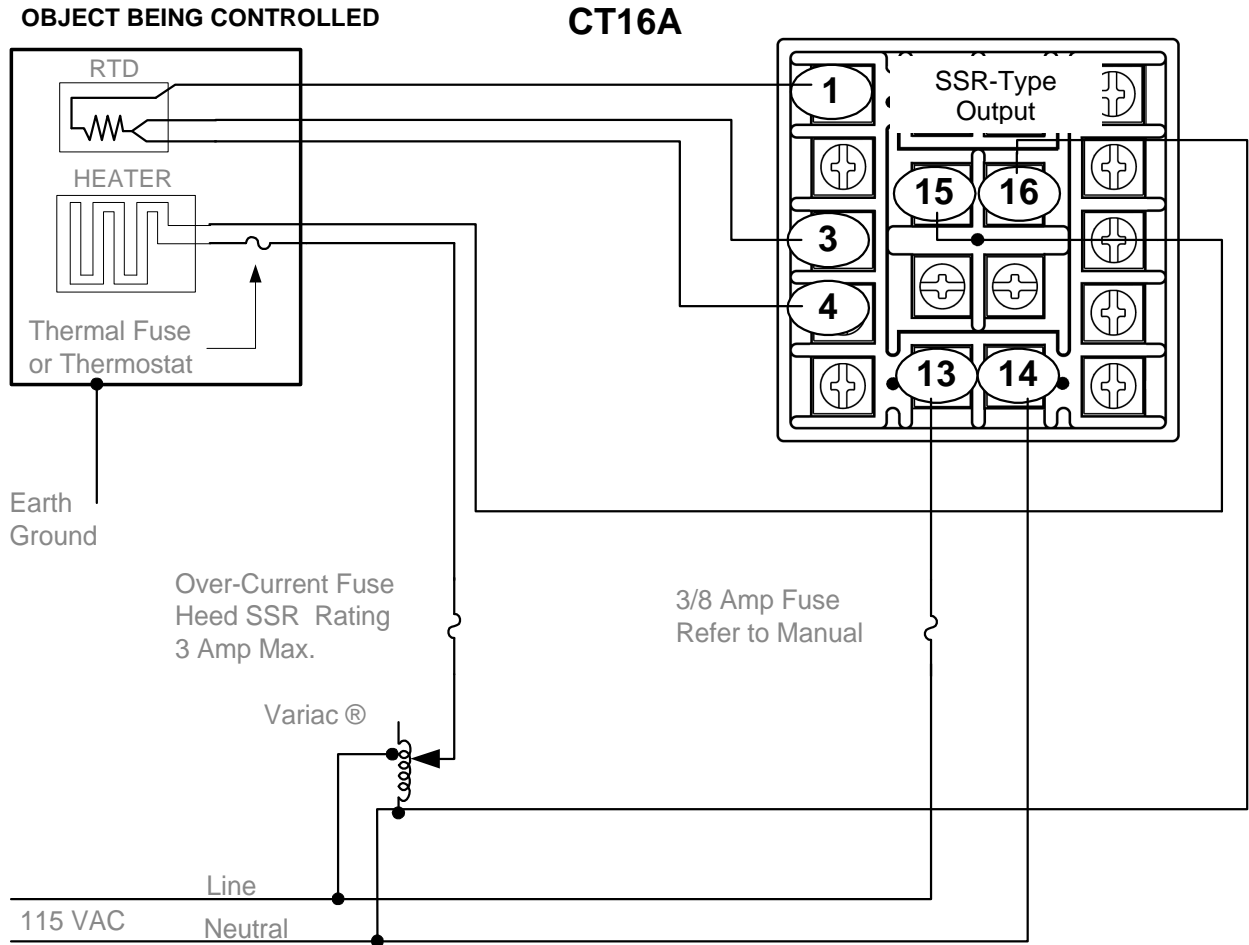 OBJECT BEING CONTROLLED
CT16A
RTD
HEATER
Thermal Fuse
or Thermostat
Earth
Ground
SSR-Type
Output
1
15
16
3
4
13
14
Over-Current Fuse
Heed SSR Rating
3 Amp Max.
3/8 Amp Fuse
Refer to Manual
Variac ®
Line
115 VAC
Neutral